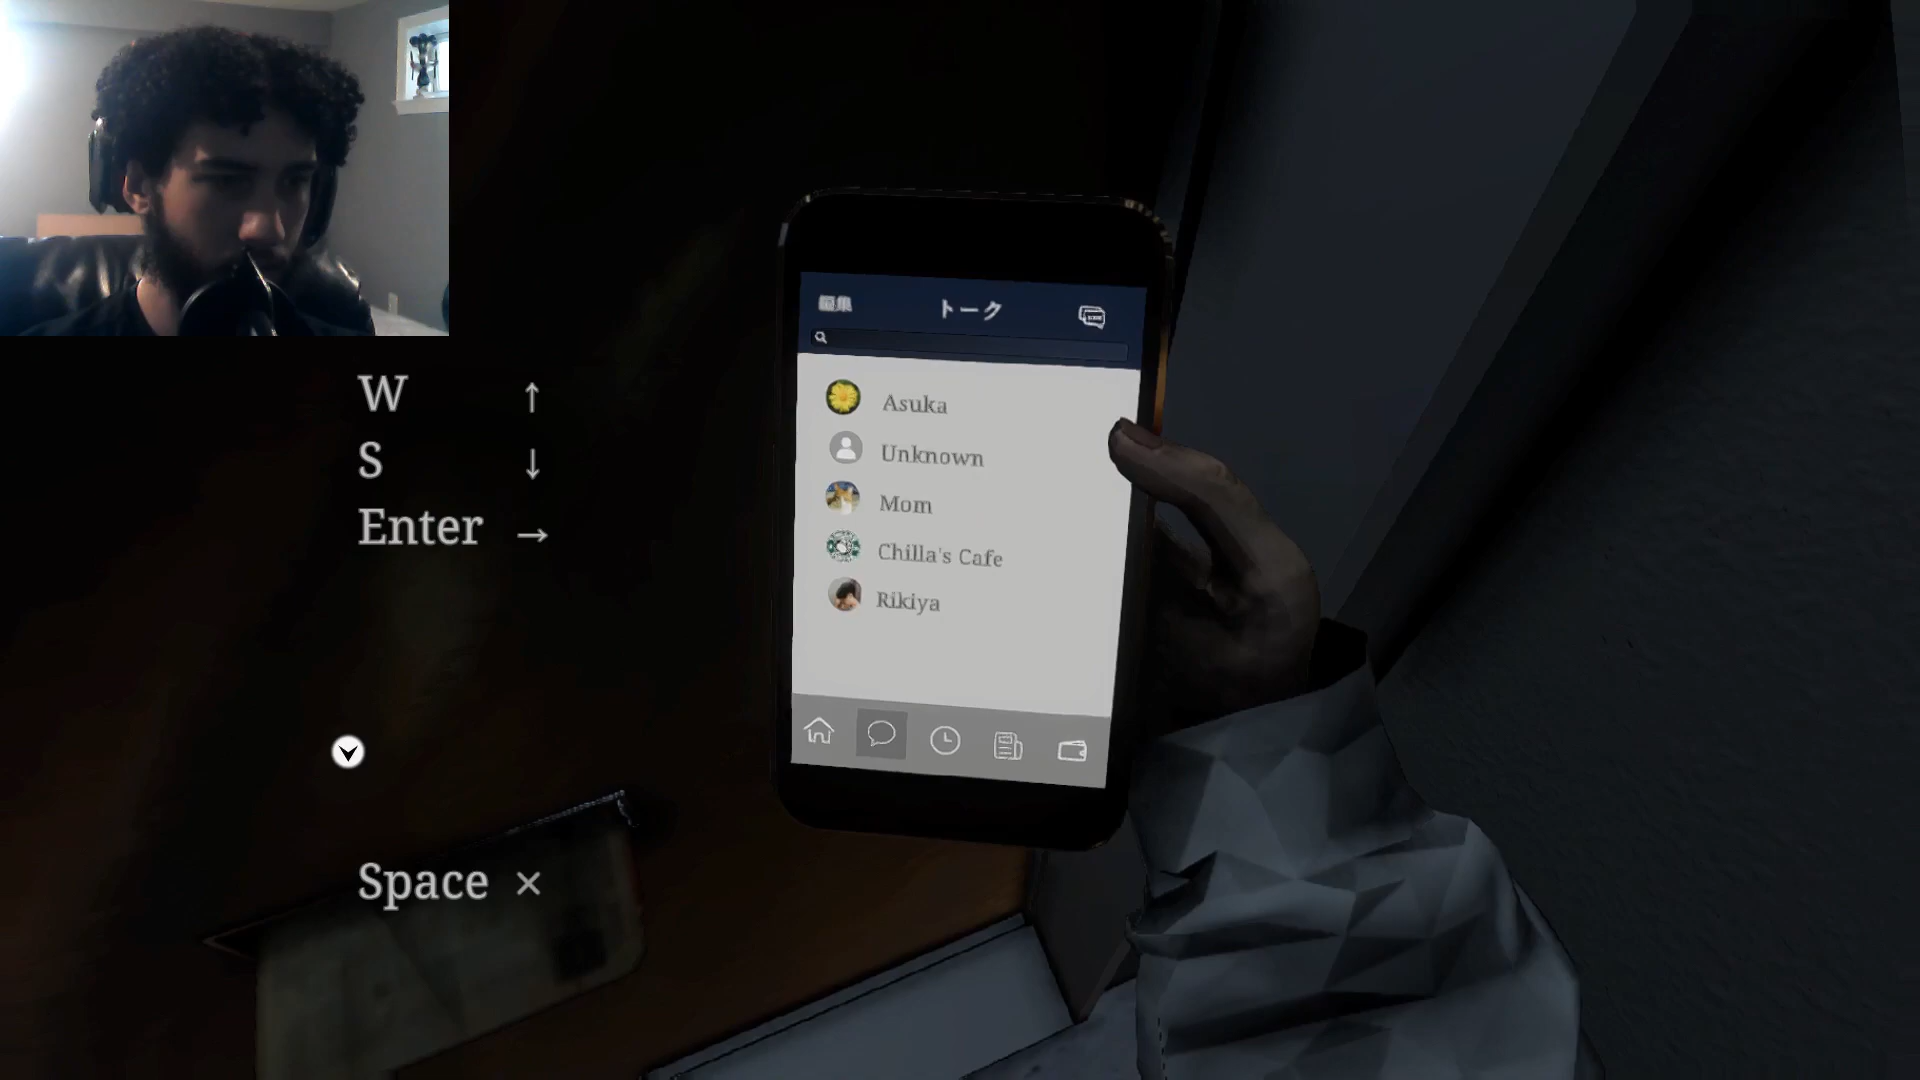 W ↑
S ↓
Enter →
Space ×
編集 トーク
Asuka
Unknown
Mom
Chilla's Cafe
Rikiya